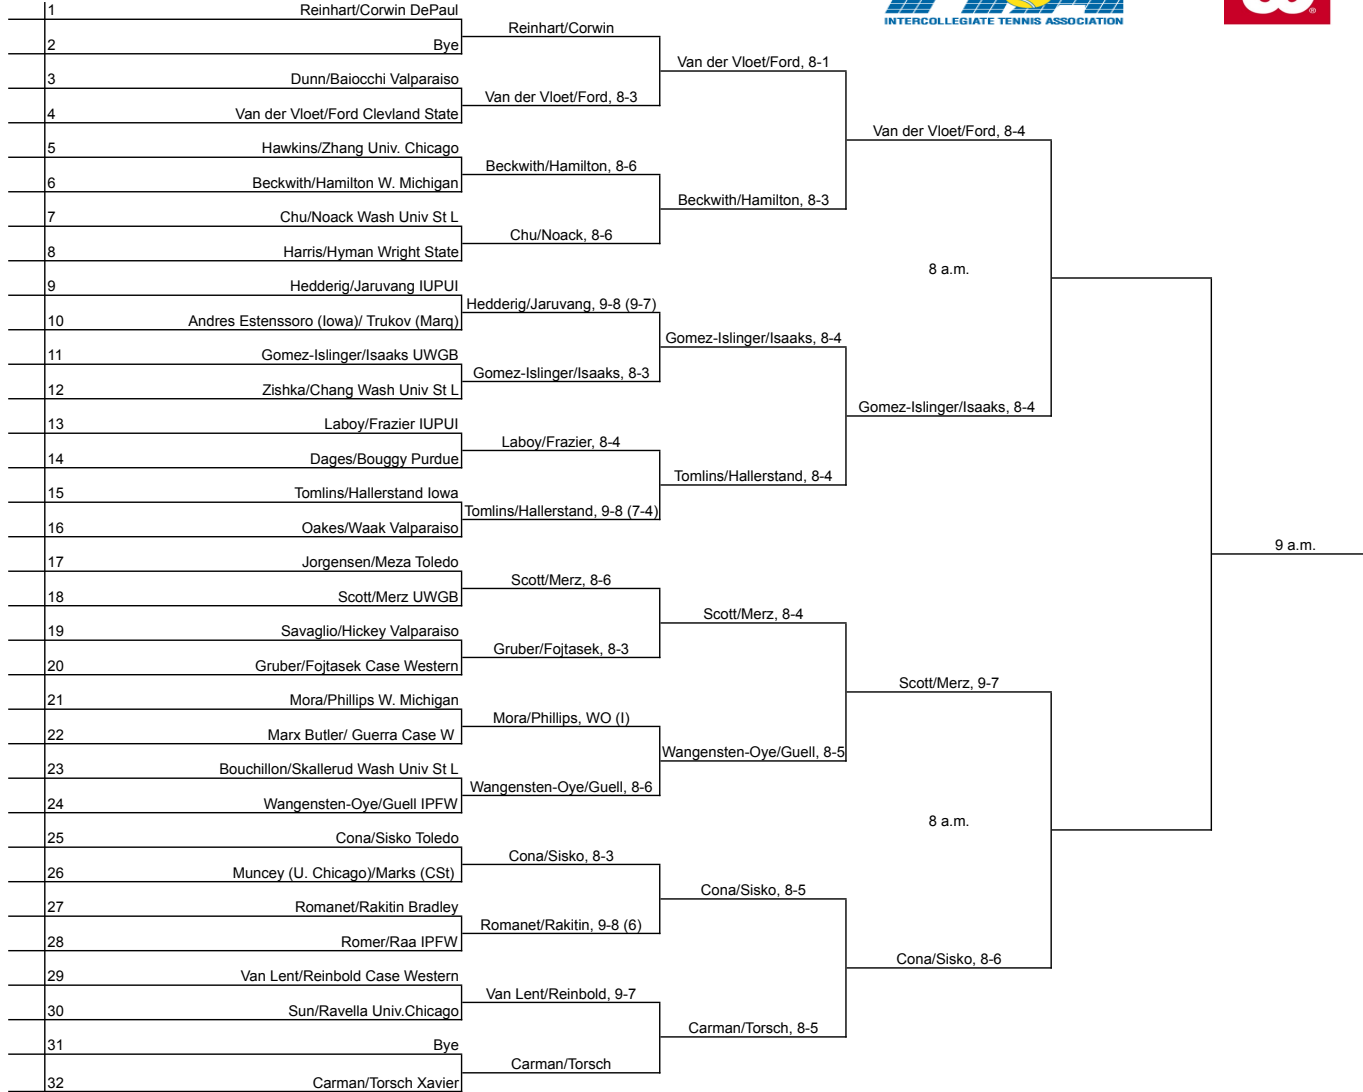 INTERCOLLEGIATE TENNIS ASSOCIATION
1 Reinhart/Corwin DePaul
2 Bye
3 Dunn/Baiocchi Valparaiso
4 Van der Vloet/Ford Clevland State
5 Hawkins/Zhang Univ. Chicago
6 Beckwith/Hamilton W. Michigan
7 Chu/Noack Wash Univ St L
8 Harris/Hyman Wright State
9 Hedderig/Jaruvang IUPUI
10 Andres Estenssoro (Iowa)/ Trukov (Marq)
11 Gomez-Islinger/Isaaks UWGB
12 Zishka/Chang Wash Univ St L
13 Laboy/Frazier IUPUI
14 Dages/Bouggy Purdue
15 Tomlins/Hallerstand Iowa
16 Oakes/Waak Valparaiso
17 Jorgensen/Meza Toledo
18 Scott/Merz UWGB
19 Savaglio/Hickey Valparaiso
20 Gruber/Fojtasek Case Western
21 Mora/Phillips W. Michigan
22 Marx Butler/ Guerra Case W
23 Bouchillon/Skallerud Wash Univ St L
24 Wangensten-Oye/Guell IPFW
25 Cona/Sisko Toledo
26 Muncey (U. Chicago)/Marks (CSt)
27 Romanet/Rakitin Bradley
28 Romer/Raa IPFW
29 Van Lent/Reinbold Case Western
30 Sun/Ravella Univ.Chicago
31 Bye
32 Carman/Torsch Xavier
Reinhart/Corwin
Van der Vloet/Ford, 8-3
Beckwith/Hamilton, 8-6
Chu/Noack, 8-6
Hedderig/Jaruvang, 9-8 (9-7)
Gomez-Islinger/Isaaks, 8-3
Laboy/Frazier, 8-4
Tomlins/Hallerstand, 9-8 (7-4)
Scott/Merz, 8-6
Gruber/Fojtasek, 8-3
Mora/Phillips, WO (I)
Wangensten-Oye/Guell, 8-6
Cona/Sisko, 8-3
Romanet/Rakitin, 9-8 (6)
Van Lent/Reinbold, 9-7
Carman/Torsch
Van der Vloet/Ford, 8-1
Beckwith/Hamilton, 8-3
Gomez-Islinger/Isaaks, 8-4
Tomlins/Hallerstand, 8-4
Scott/Merz, 8-4
Wangensten-Oye/Guell, 8-5
Cona/Sisko, 8-5
Carman/Torsch, 8-5
Van der Vloet/Ford, 8-4
8 a.m.
Gomez-Islinger/Isaaks, 8-4
Scott/Merz, 9-7
8 a.m.
Cona/Sisko, 8-6
9 a.m.